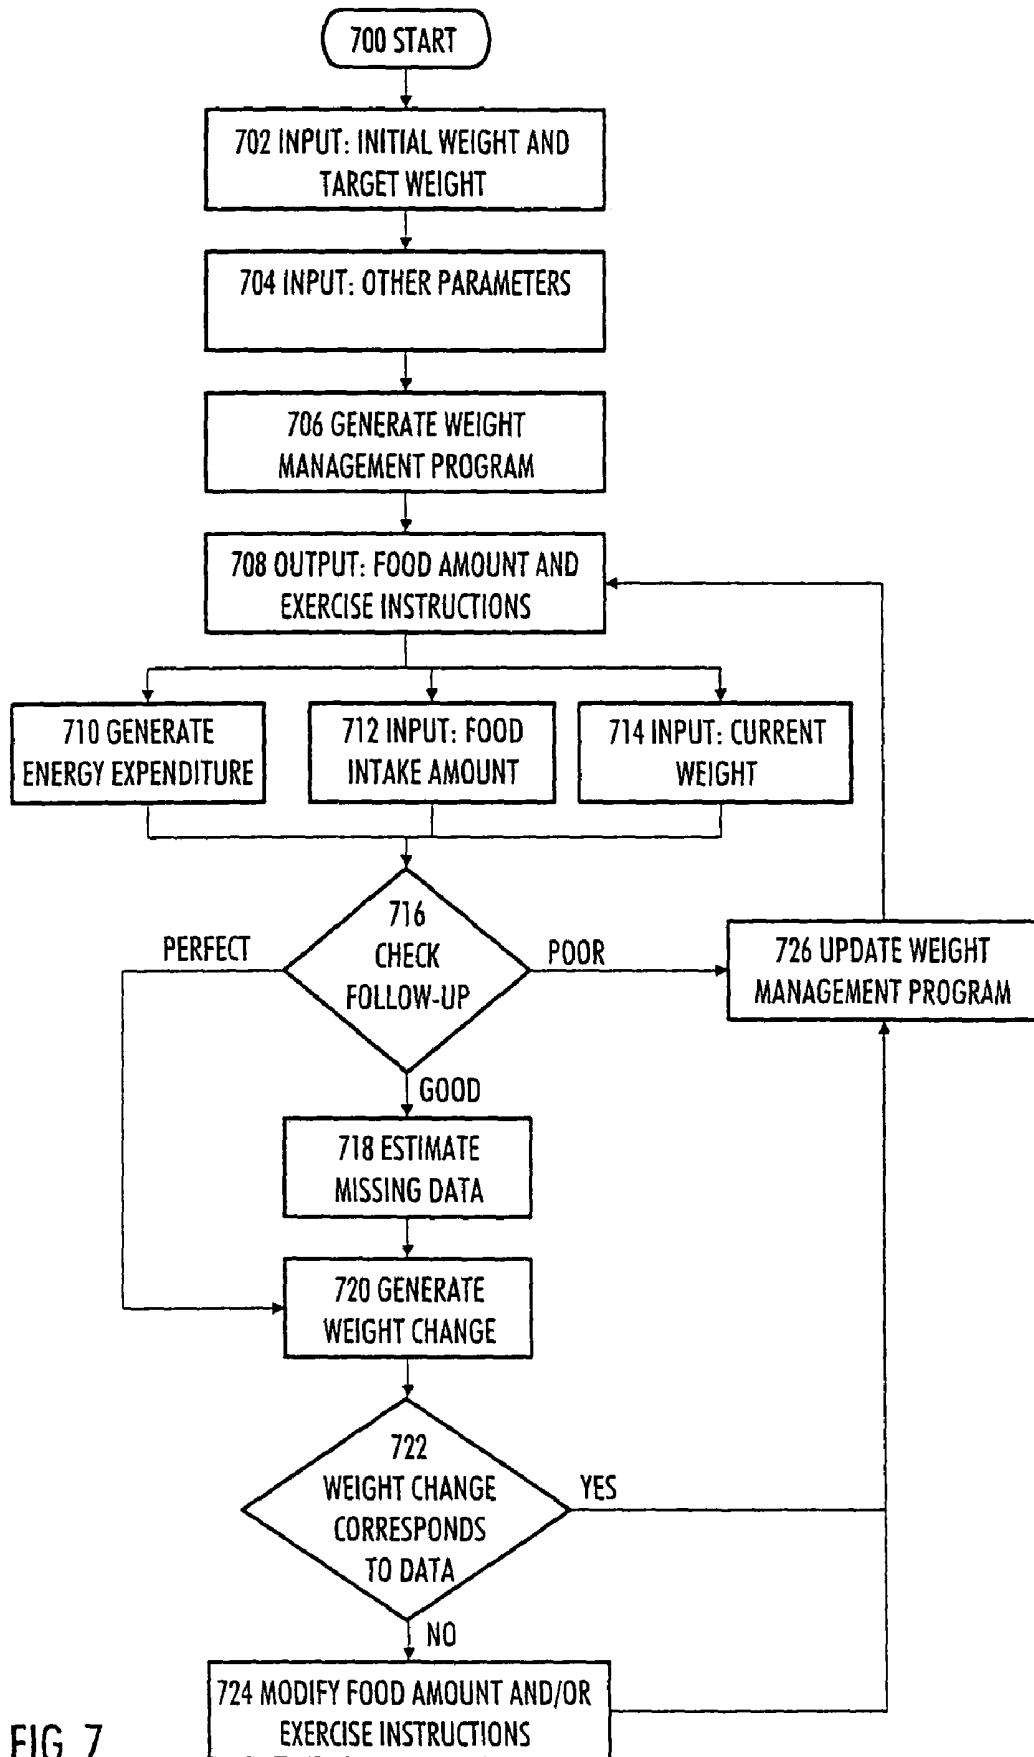 700 START
702 INPUT: INITIAL WEIGHT AND
TARGET WEIGHT
704 INPUT: OTHER PARAMETERS
706 GENERATE WEIGHT
MANAGEMENT PROGRAM
708 OUTPUT: FOOD AMOUNT AND
EXERCISE INSTRUCTIONS
710 GENERATE
ENERGY EXPENDITURE
712 INPUT: FOOD
INTAKE AMOUNT
714 INPUT: CURRENT
WEIGHT
716
CHECK
FOLLOW-UP
PERFECT
POOR
726 UPDATE WEIGHT
MANAGEMENT PROGRAM
GOOD
718 ESTIMATE
MISSING DATA
720 GENERATE
WEIGHT CHANGE
722
WEIGHT CHANGE
CORRESPONDS
TO DATA
YES
NO
724 MODIFY FOOD AMOUNT AND/OR
EXERCISE INSTRUCTIONS
FIG. 7